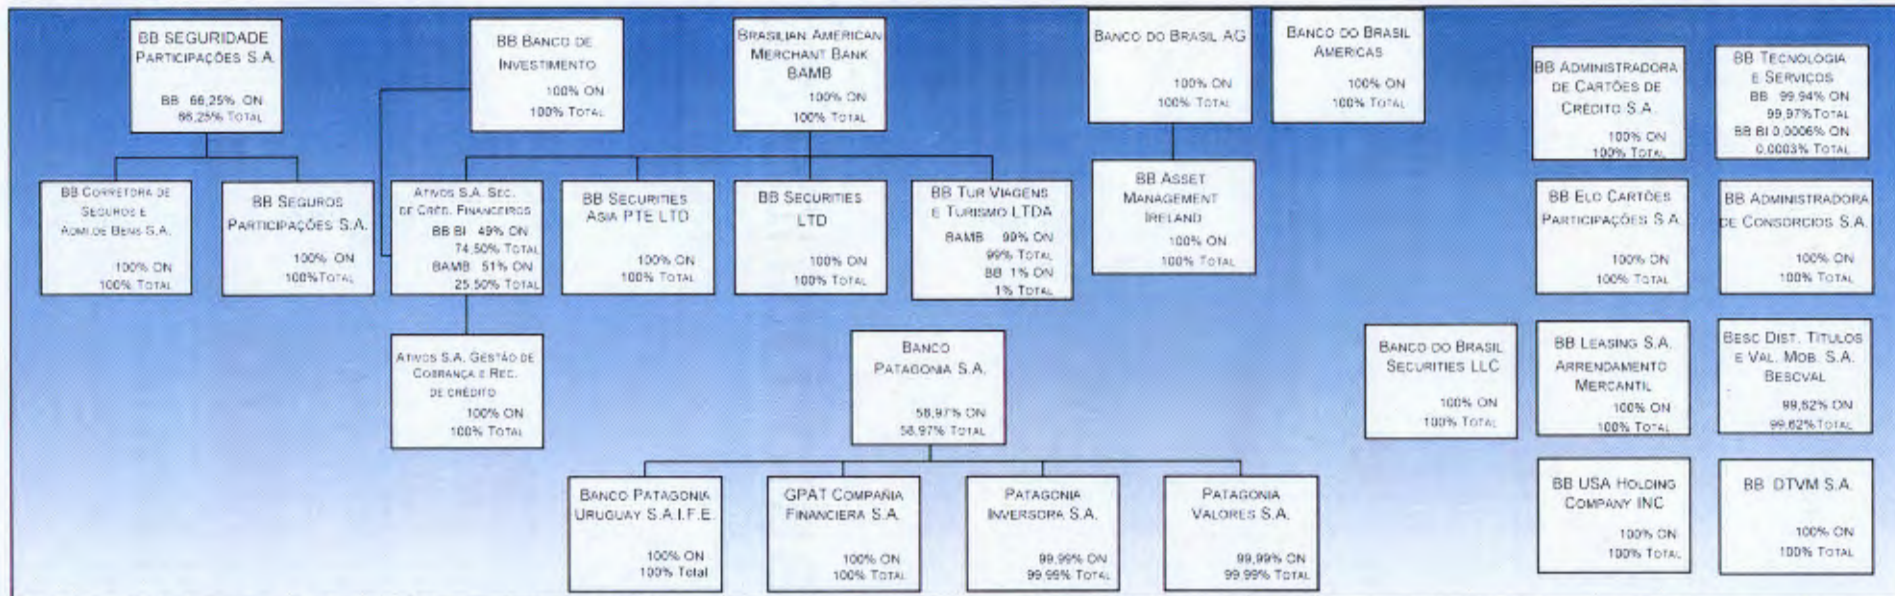 BB SEGURIDADE
PARTICIPAÇÕES S.A.
BB 66,25% ON
66,25% TOTAL
BB BANCO DE
INVESTIMENTO
100% ON
100% TOTAL
BRASILIAN AMERICAN
MERCHANT BANK
BAMB
100% ON
100% TOTAL
BANCO DO BRASIL AG
100% ON
100% TOTAL
BANCO DO BRASIL
AMERICAS
100% ON
100% TOTAL
BB ADMINISTRADORA
DE CARTÕES DE
CRÉDITO S.A.
100% ON
100% TOTAL
BB TECNOLOGIA
E SERVIÇOS
BB 99,94% ON
99,97% TOTAL
BB BI 0,0006% ON
0,0003% TOTAL
BB CORRETORA DE
SEGUROS E
ADM. DE BENS S.A.
100% ON
100% TOTAL
BB SEGUROS
PARTICIPAÇÕES S.A.
100% ON
100% TOTAL
ATIVOS S.A. SEC.
DE CRÉD. FINANCEIROS
BB BI 49% ON
74,50% TOTAL
BAMB 51% ON
25,50% TOTAL
BB SECURITIES
ASIA PTE LTD
100% ON
100% TOTAL
BB SECURITIES
LTD
100% ON
100% TOTAL
BB TUR VIAGENS
E TURISMO LTDA
BAMB 99% ON
99% TOTAL
BB 1% ON
1% TOTAL
BB ASSET
MANAGEMENT
IRELAND
100% ON
100% TOTAL
BB ELO CARTÕES
PARTICIPAÇÕES S.A.
100% ON
100% TOTAL
BB ADMINISTRADORA
DE CONSORCIOS S.A.
100% ON
100% TOTAL
ATIVOS S.A. GESTÃO DE
COBRANÇA E REC.
DE CRÉDITO
100% ON
100% TOTAL
BANCO
PATAGONIA S.A.
58,97% ON
58,97% TOTAL
BANCO DO BRASIL
SECURITIES LLC
100% ON
100% TOTAL
BB LEASING S.A.
ARRENDAMENTO
MERCANTIL
100% ON
100% TOTAL
BESC DIST. TITULOS
E VAL. MOB. S.A.
BESCVAL
99,62% ON
99,62% TOTAL
BANCO PATAGONIA
URUGUAY S.A.I.F.E.
100% ON
100% Total
GPAT COMPAÑIA
FINANCIERA S.A.
100% ON
100% TOTAL
PATAGONIA
INVERSORA S.A.
99,99% ON
99,99% TOTAL
PATAGONIA
VALORES S.A.
99,99% ON
99,99% TOTAL
BB USA HOLDING
COMPANY INC
100% ON
100% TOTAL
BB DTVM S.A.
100% ON
100% TOTAL